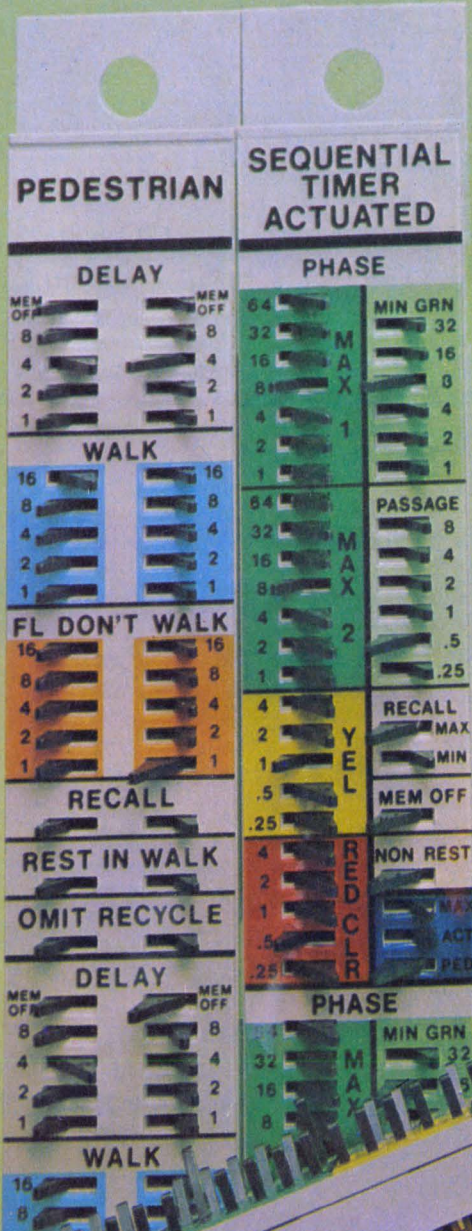 PEDESTRIAN
DELAY
MEM OFF MEM OFF
8 8
4 4
2 2
1 1
WALK
16 16
8 8
4 4
2 2
1 1
FL DON'T WALK
16 16
8 8
4 4
2 2
1 1
RECALL
REST IN WALK
OMIT RECYCLE
DELAY
MEM OFF MEM OFF
8 8
4 4
2 2
1 1
WALK
16
8
SEQUENTIAL
TIMER
ACTUATED
PHASE
64
32
16
8
4
2
1
MAX 1
MIN GRN
32
16
8
4
2
1
64
32
16
8
4
2
1
MAX 2
PASSAGE
8
4
2
1
.5
.25
4
2
1
.5
.25
YEL
RECALL
MAX
MIN
MEM OFF
4
2
1
.5
.25
RED CLR
NON REST
MAX
ACT
PED
PHASE
64
32
16
8
MAX
MIN GRN
32